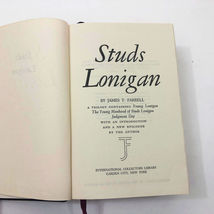 Studs
Lonigan
BY JAMES T. FARRELL
A TRILOGY CONTAINING Young Lonigan
The Young Manhood of Studs Lonigan
Judgment Day
WITH AN INTRODUCTION
AND A NEW EPILOGUE
BY THE AUTHOR
INTERNATIONAL COLLECTORS LIBRARY
GARDEN CITY, NEW YORK